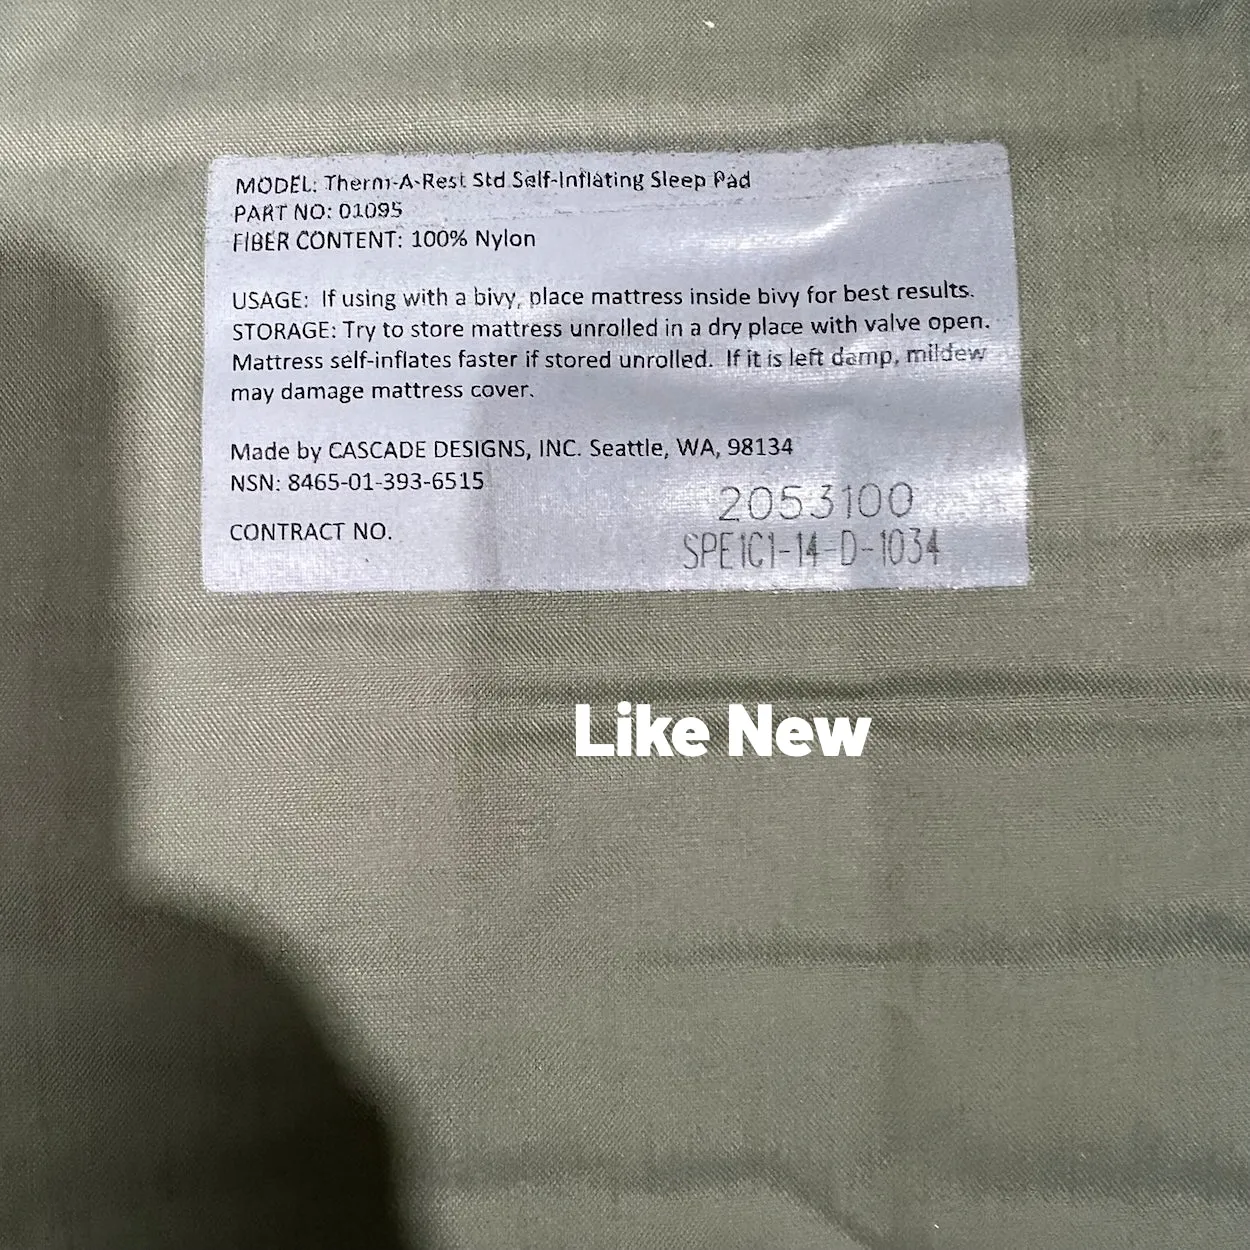 MODEL: Therm-A-Rest Std Self-Inflating Sleep Pad
PART NO: 01095
FIBER CONTENT: 100% Nylon
USAGE: If using with a bivy, place mattress inside bivy for best results.
STORAGE: Try to store mattress unrolled in a dry place with valve open.
Mattress self-inflates faster if stored unrolled. If it is left damp, mildew
may damage mattress cover.
Made by CASCADE DESIGNS, INC. Seattle, WA, 98134
NSN: 8465-01-393-6515
2053100
CONTRACT NO. SPE1C1-14-D-1034
Like New